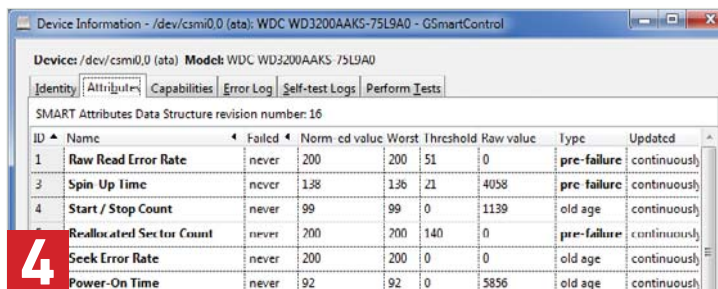 Device Information - /dev/csmi0,0 (ata): WDC WD3200AAKS-75L9A0 - GSmartControl
Device: /dev/csmi0,0 (ata) Model: WDC WD3200AAKS-75L9A0
Identity Attributes Capabilities Error Log Self-test Logs Perform Tests
SMART Attributes Data Structure revision number: 16
ID Name Failed Norm-ed value Worst Threshold Raw value Type Updated
1 Raw Read Error Rate never 200 200 51 0 pre-failure continuously
3 Spin-Up Time never 138 136 21 4058 pre-failure continuously
4 Start / Stop Count never 99 99 0 1139 old age continuously
Reallocated Sector Count never 200 200 140 0 pre-failure continuously
Seek Error Rate never 200 200 0 0 old age continuously
Power-On Time never 92 92 0 5856 old age continuously
4